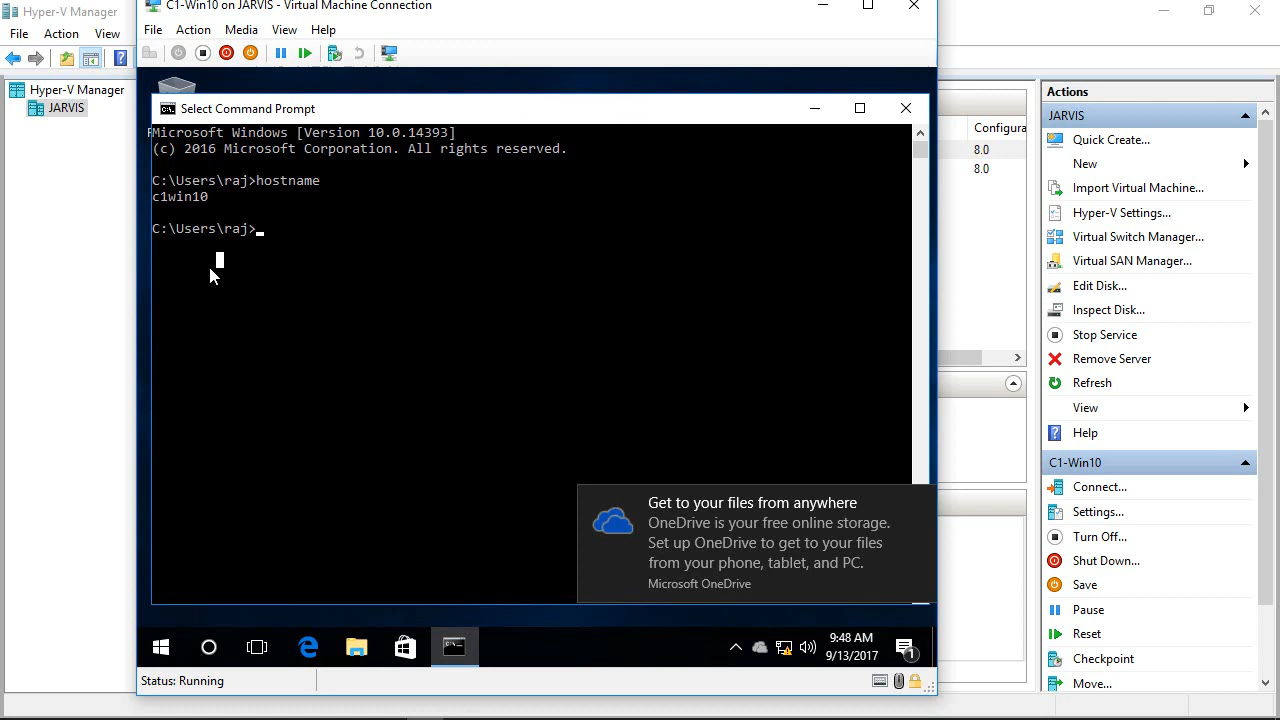 Hyper-V Manager
File Action View
Hyper-V Manager
JARVIS
C1-Win10 on JARVIS - Virtual Machine Connection
File Action Media View Help
Select Command Prompt
Microsoft Windows [Version 10.0.14393]
(c) 2016 Microsoft Corporation. All rights reserved.
C:\Users\raj>hostname
c1win10
C:\Users\raj>
Get to your files from anywhere
OneDrive is your free online storage.
Set up OneDrive to get to your files
from your phone, tablet, and PC.
Microsoft OneDrive
9:48 AM
9/13/2017
1
Status: Running
Configura
8.0
8.0
Actions
JARVIS
Quick Create...
New
Import Virtual Machine...
Hyper-V Settings...
Virtual Switch Manager...
Virtual SAN Manager...
Edit Disk...
Inspect Disk...
Stop Service
Remove Server
Refresh
View
Help
C1-Win10
Connect...
Settings...
Turn Off...
Shut Down...
Save
Pause
Reset
Checkpoint
Move...